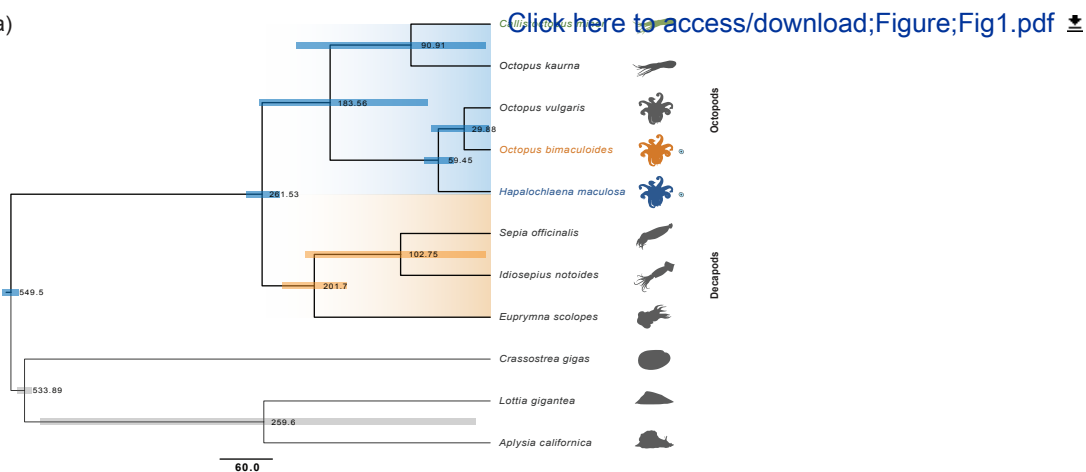 a)
Click here to access/download;Figure;Fig1.pdf
90.91
Octopus kaurna
183.56
Octopus vulgaris
29.88
Octopus bimaculoides
59.45
Hapalochlaena maculosa
Octopods
261.53
Sepia officinalis
102.75
Idiosepius notoides
201.7
Euprymna scolopes
Decapods
549.5
Crassostrea gigas
533.89
Lottia gigantea
259.6
Aplysia californica
60.0